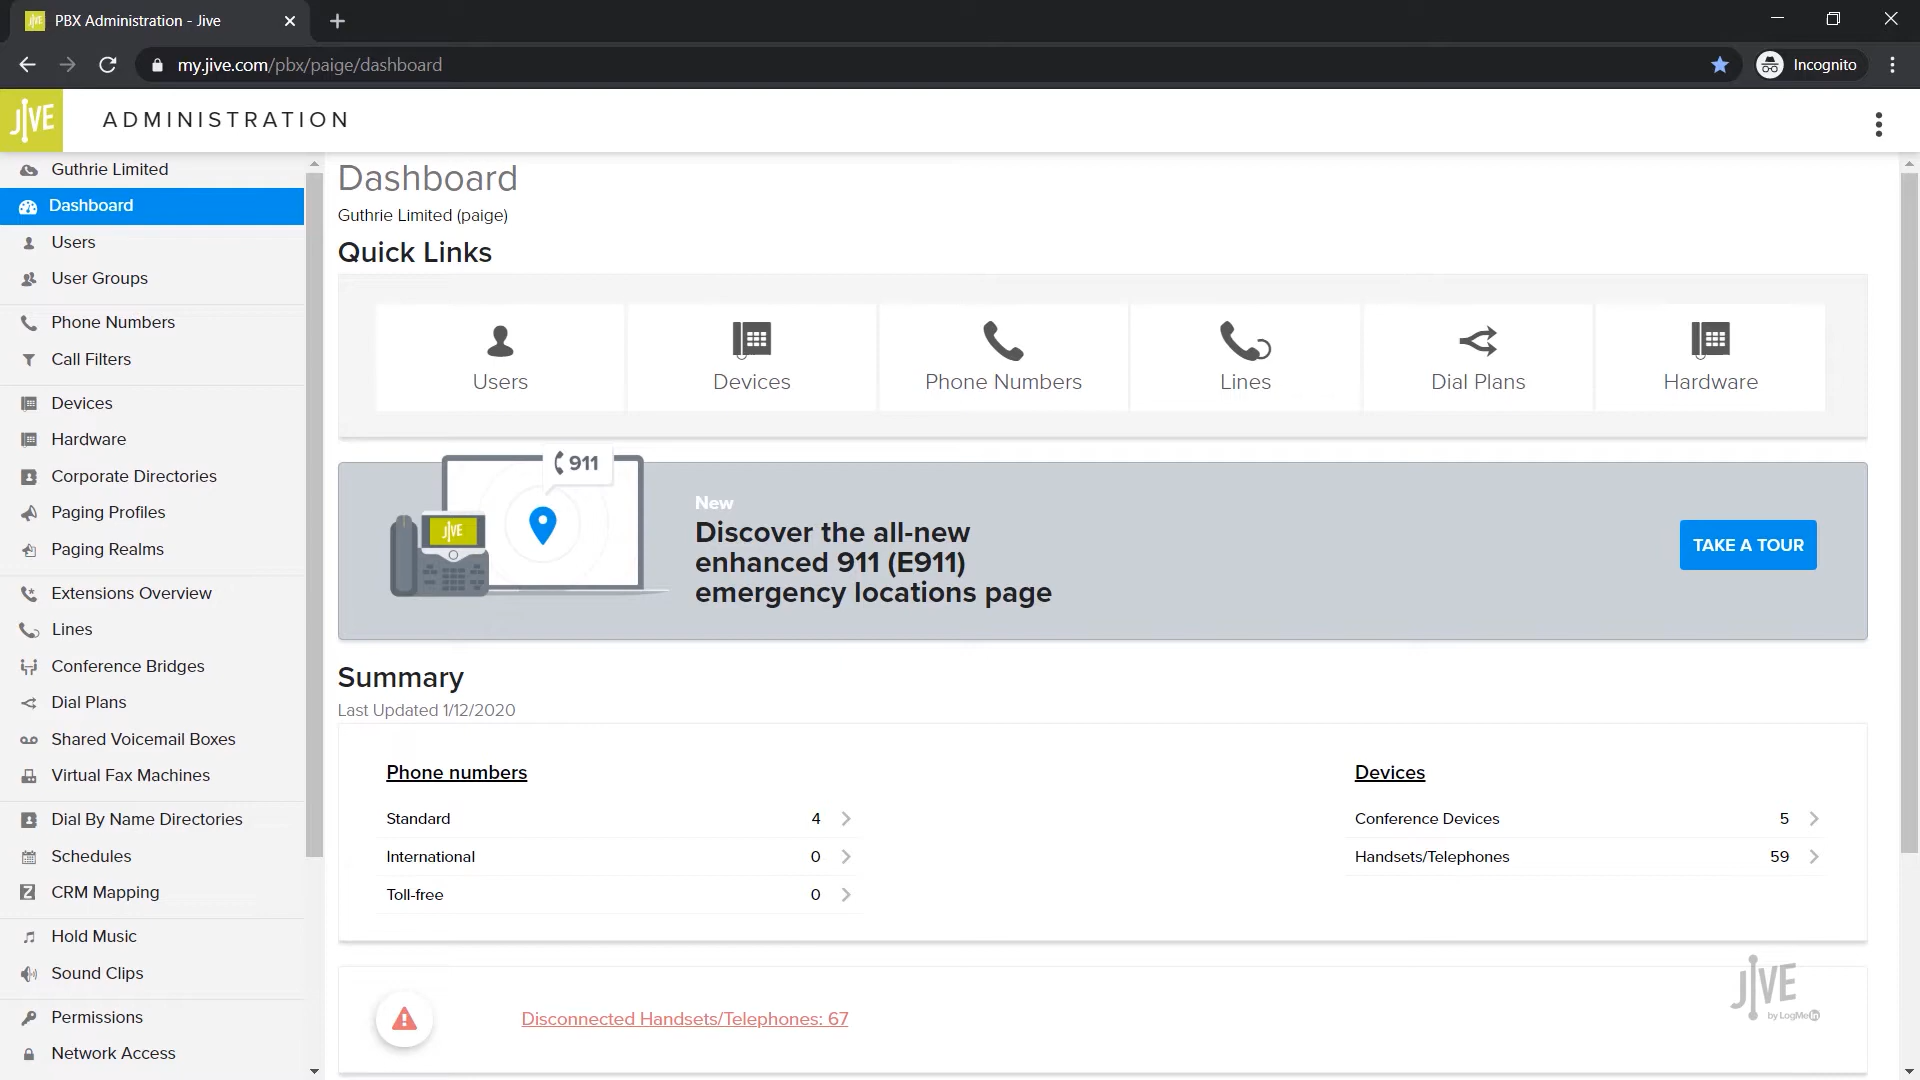 JIVE PBX Administration - Jive
my.jive.com/pbx/paige/dashboard
Incognito
JIVE ADMINISTRATION
Guthrie Limited
Dashboard
Users
User Groups
Phone Numbers
Call Filters
Devices
Hardware
Corporate Directories
Paging Profiles
Paging Realms
Extensions Overview
Lines
Conference Bridges
Dial Plans
Shared Voicemail Boxes
Virtual Fax Machines
Dial By Name Directories
Schedules
CRM Mapping
Hold Music
Sound Clips
Permissions
Network Access
Dashboard
Guthrie Limited (paige)
Quick Links
Users
Devices
Phone Numbers
Lines
Dial Plans
Hardware
911
JIVE
New
Discover the all-new
enhanced 911 (E911)
emergency locations page
TAKE A TOUR
Summary
Last Updated 1/12/2020
Phone numbers
Standard 4
International 0
Toll-free 0
Devices
Conference Devices 5
Handsets/Telephones 59
Disconnected Handsets/Telephones: 67
JIVE
by LogMeIn